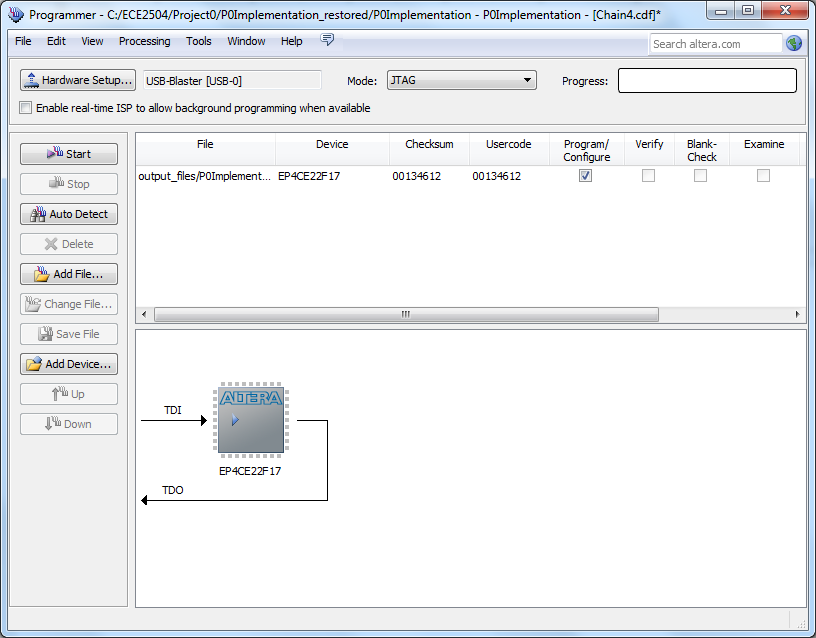 Programmer - C:/ECE2504/Project0/P0Implementation_restored/P0Implementation - P0Implementation - [Chain4.cdf]*
File Edit View Processing Tools Window Help
Search altera.com
Hardware Setup... USB-Blaster [USB-0] Mode: JTAG Progress:
Enable real-time ISP to allow background programming when available
Start
Stop
Auto Detect
Delete
Add File...
Change File...
Save File
Add Device...
Up
Down
File Device Checksum Usercode Program/ Verify Blank- Examine
Configure Check
output_files/P0Implement... EP4CE22F17 00134612 00134612
ALTERA
TDI
EP4CE22F17
TDO